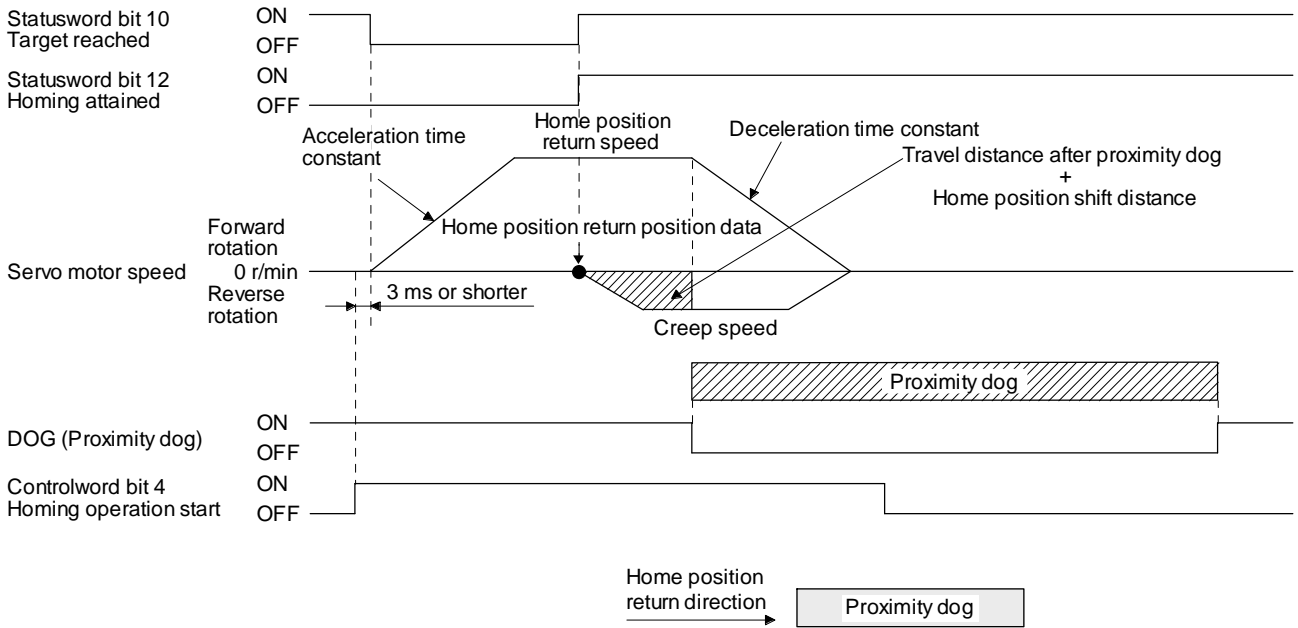 Statusword bit 10
Target reached
ON
OFF
Statusword bit 12
Homing attained
ON
OFF
Acceleration time
constant
Home position
return speed
Deceleration time constant
Travel distance after proximity dog
+
Home position shift distance
Forward
rotation
Home position return position data
Servo motor speed
0 r/min
Reverse
rotation
3 ms or shorter
Creep speed
Proximity dog
DOG (Proximity dog)
ON
OFF
Controlword bit 4
Homing operation start
ON
OFF
Home position
return direction
Proximity dog